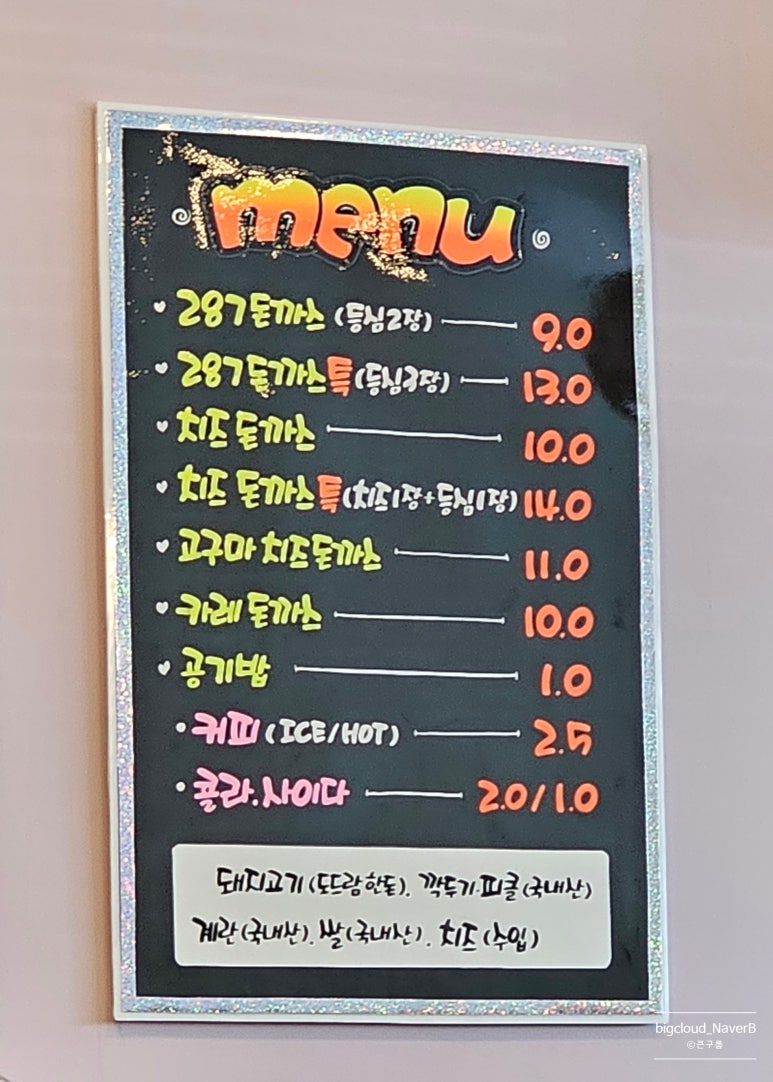 menu
287돈까스 (등심2장) 9.0
287돈까스특(등심3장) 13.0
치즈 돈까스 10.0
치즈 돈까스특(치즈1장+등심1장) 14.0
고구마 치즈돈까스 11.0
카레 돈까스 10.0
공기밥 1.0
커피 (ICE/HOT) 2.5
콜라.사이다 2.0/1.0
돼지고기(도드람한돈). 깍두기·피클(국내산)
계란(국내산). 쌀(국내산). 치즈(수입)
bigcloud_NaverB
©큰구름